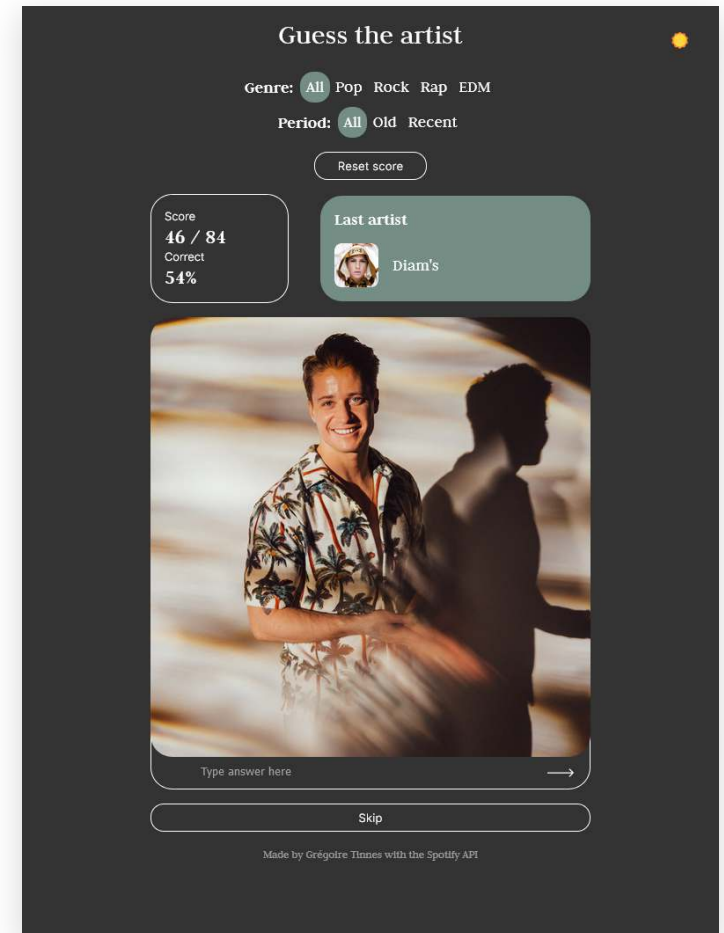 Guess the artist
Genre: All Pop Rock Rap EDM
Period: All Old Recent
Reset score
Score
46 / 84
Correct
54%
Last artist
Diam's
Type answer here
Skip
Made by Grégoire Tinnes with the Spotify API